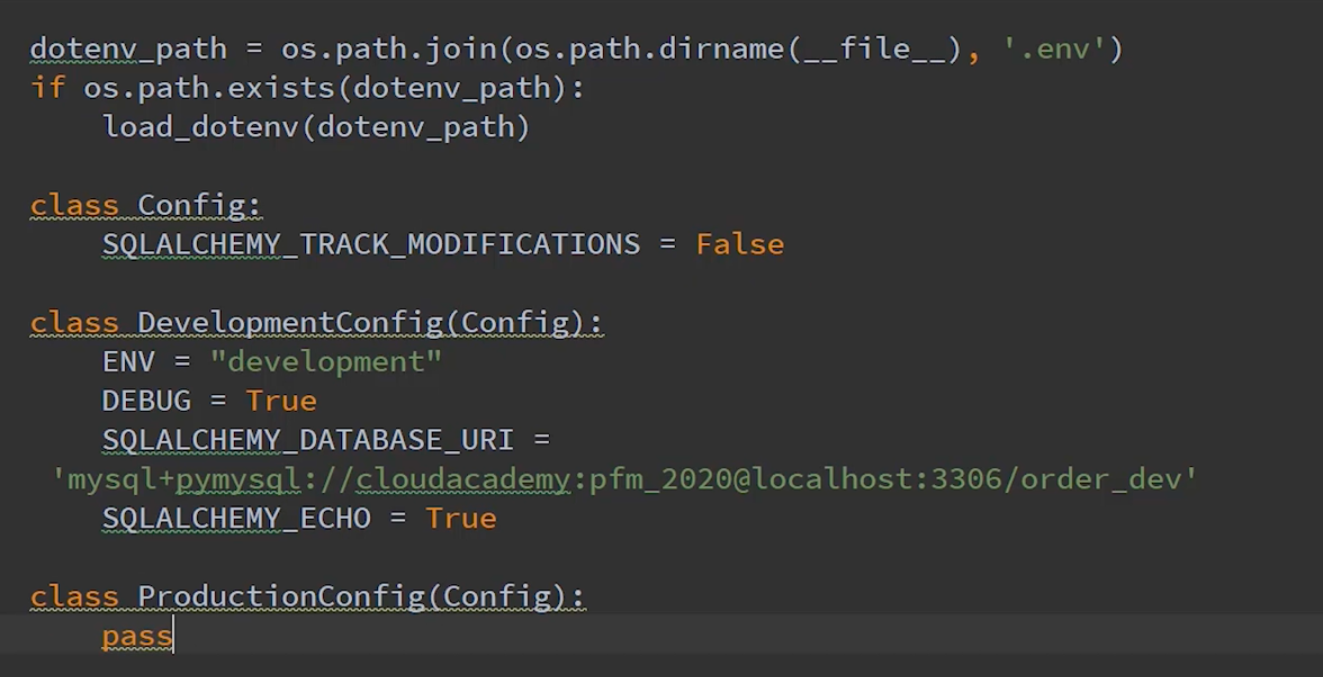 dotenv_path = os.path.join(os.path.dirname(__file__), '.env')
if os.path.exists(dotenv_path):
    load_dotenv(dotenv_path)

class Config:
    SQLALCHEMY_TRACK_MODIFICATIONS = False

class DevelopmentConfig(Config):
    ENV = "development"
    DEBUG = True
    SQLALCHEMY_DATABASE_URI =
 'mysql+pymysql://cloudacademy:pfm_2020@localhost:3306/order_dev'
    SQLALCHEMY_ECHO = True

class ProductionConfig(Config):
    pass